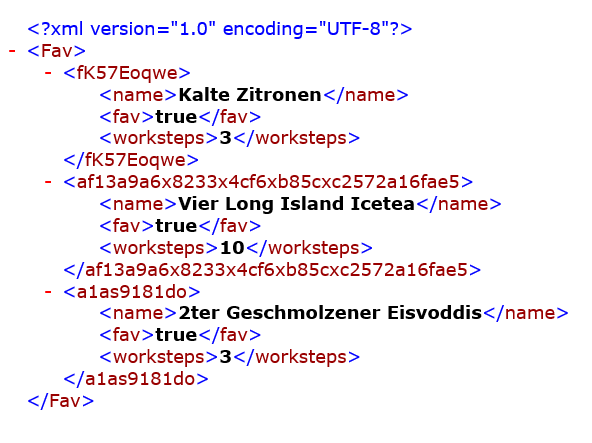 <?xml version="1.0" encoding="UTF-8"?>
- <Fav>
- <fK57Eoqwe>
<name>Kalte Zitronen</name>
<fav>true</fav>
<worksteps>3</worksteps>
</fK57Eoqwe>
- <af13a9a6x8233x4cf6xb85cxc2572a16fae5>
<name>Vier Long Island Icetea</name>
<fav>true</fav>
<worksteps>10</worksteps>
</af13a9a6x8233x4cf6xb85cxc2572a16fae5>
- <a1as9181do>
<name>2ter Geschmolzener Eisvoddis</name>
<fav>true</fav>
<worksteps>3</worksteps>
</a1as9181do>
</Fav>